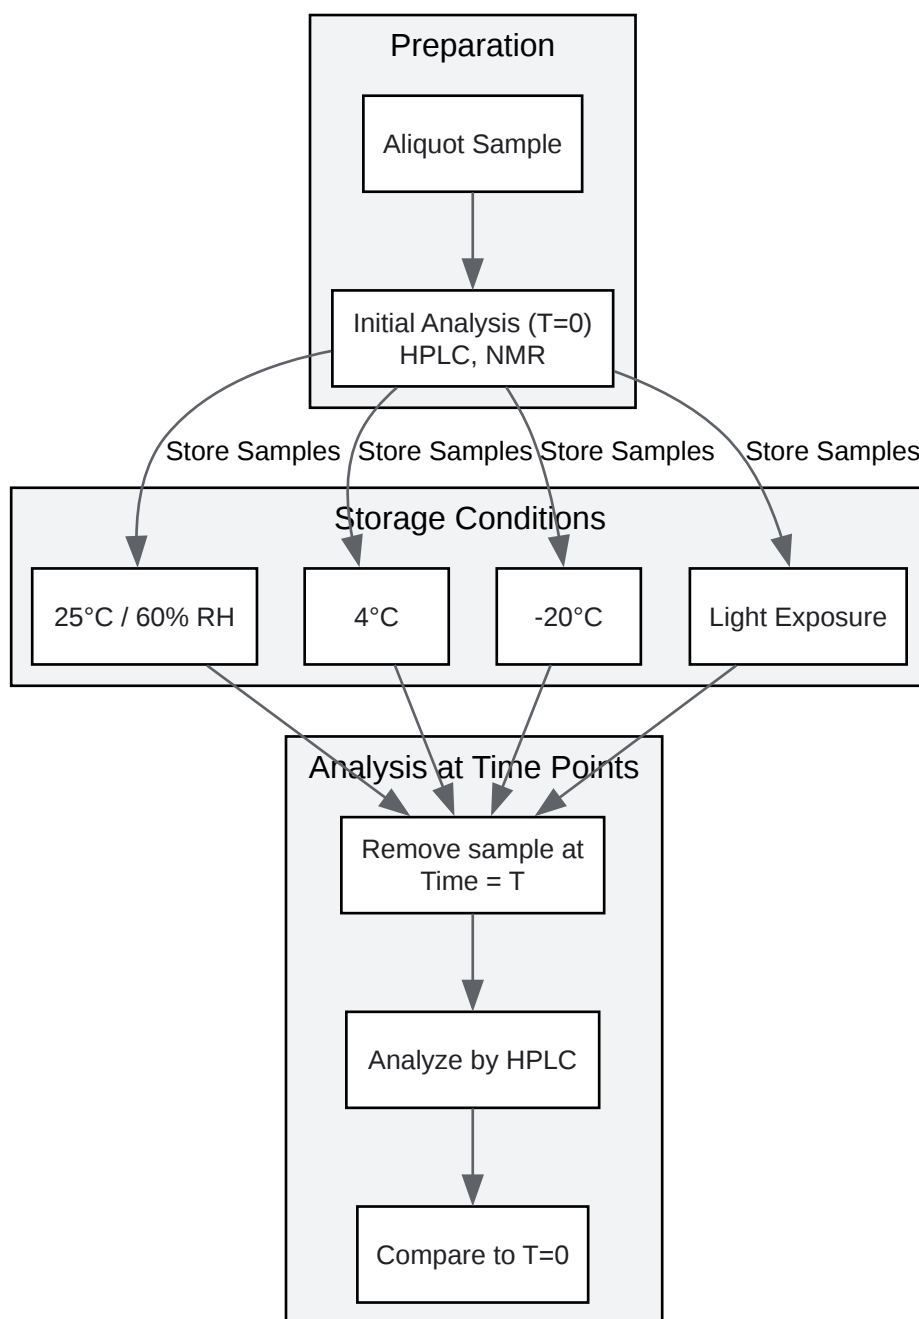 Preparation
Aliquot Sample
Initial Analysis (T=0)
HPLC, NMR
Store Samples
Store Samples
Store Samples
Store Samples
Storage Conditions
25°C / 60% RH
4°C
-20°C
Light Exposure
Analysis at Time Points
Remove sample at
Time = T
Analyze by HPLC
Compare to T=0